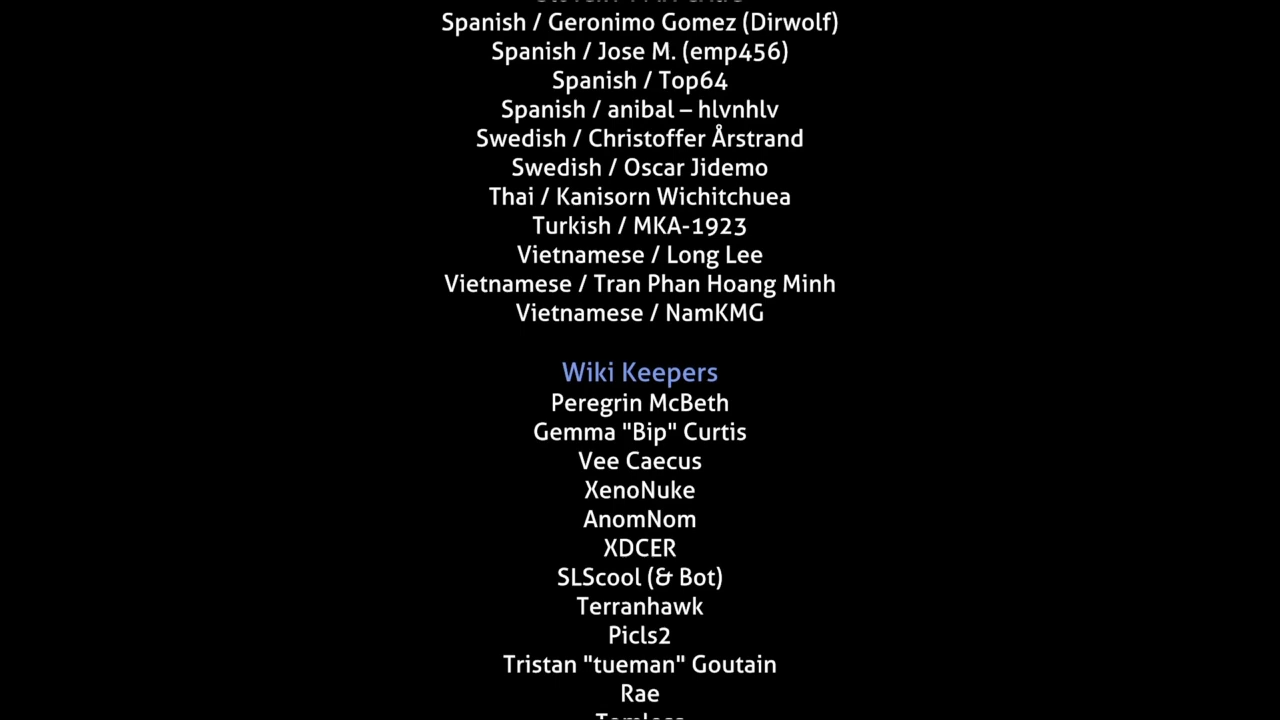 Spanish / Geronimo Gomez (Dirwolf)
Spanish / Jose M. (emp456)
Spanish / Top64
Spanish / anibal – hlvnhlv
Swedish / Christoffer Årstrand
Swedish / Oscar Jidemo
Thai / Kanisorn Wichitchuea
Turkish / MKA-1923
Vietnamese / Long Lee
Vietnamese / Tran Phan Hoang Minh
Vietnamese / NamKMG
Wiki Keepers
Peregrin McBeth
Gemma "Bip" Curtis
Vee Caecus
XenoNuke
AnomNom
XDCER
SLScool (& Bot)
Terranhawk
Picls2
Tristan "tueman" Goutain
Rae